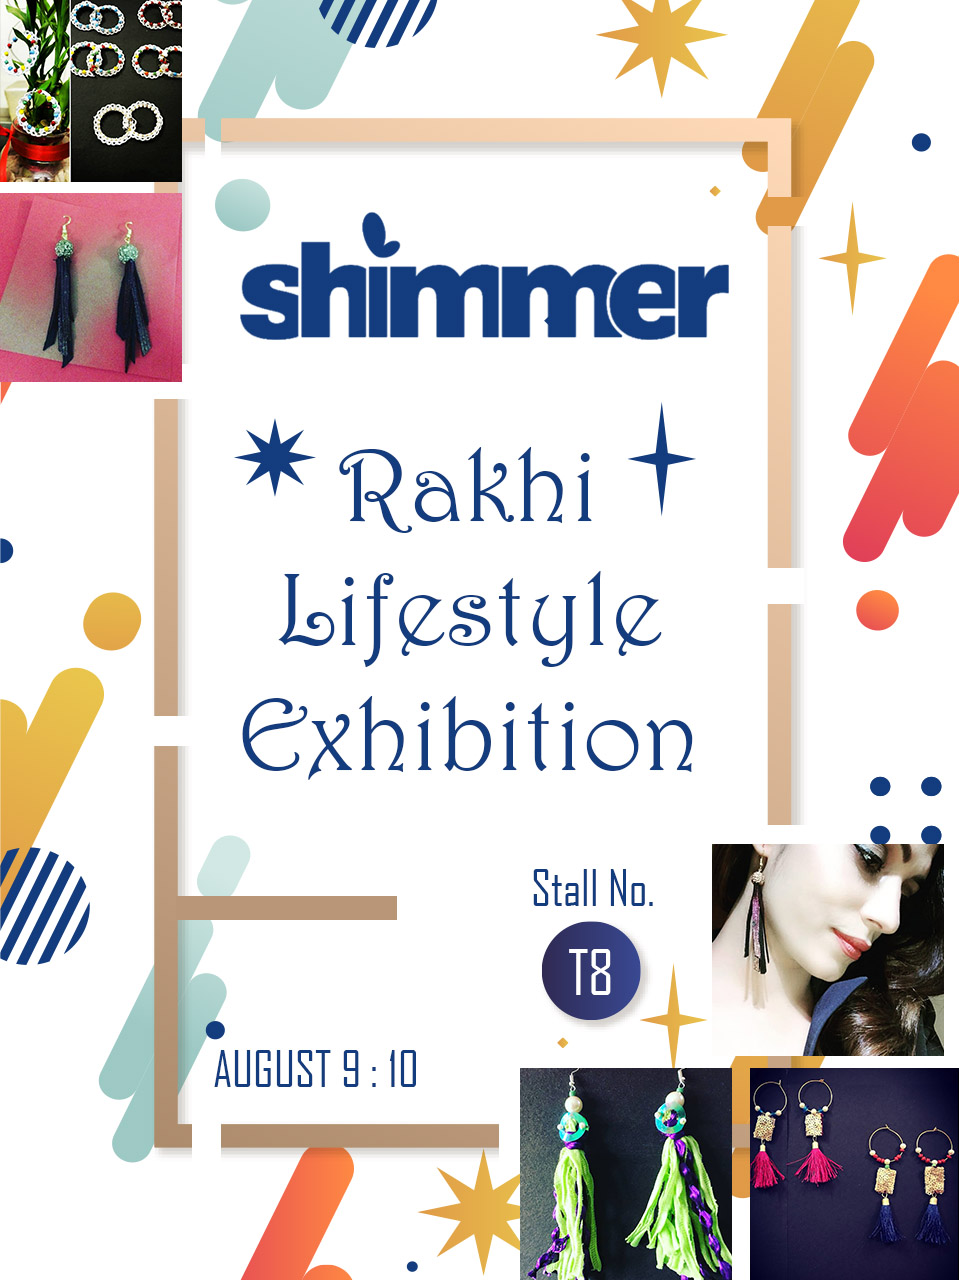 shimmer
Rakhi
Lifestyle
Exhibition
Stall No.
T8
AUGUST 9 : 10